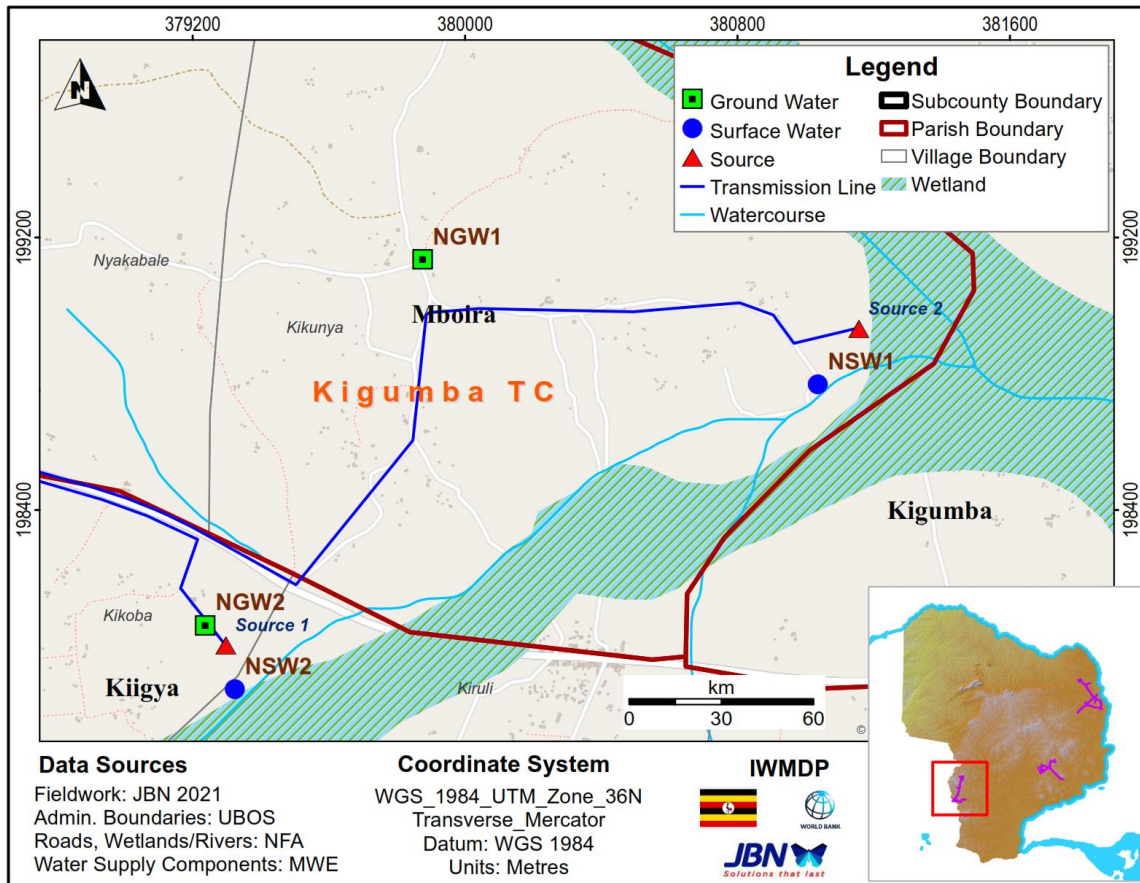 379200 380000 380800 381600
N
Legend
Ground Water
Surface Water
Source
Transmission Line
Watercourse
Subcounty Boundary
Parish Boundary
Village Boundary
Wetland
199200
199200
NGW1
Nyakabale
Mboira
Source 2
Kikunya
NSW1
Kigumba TC
198400
198400
Kigumba
NGW2
Kikoba
Source 1
NSW2
Kiigya
Kiruli
km
0 30 60
©
Data Sources
Fieldwork: JBN 2021
Admin. Boundaries: UBOS
Roads, Wetlands/Rivers: NFA
Water Supply Components: MWE
Coordinate System
WGS_1984_UTM_Zone_36N
Transverse_Mercator
Datum: WGS 1984
Units: Metres
IWMDP
WORLD BANK
JBN
Solutions that last